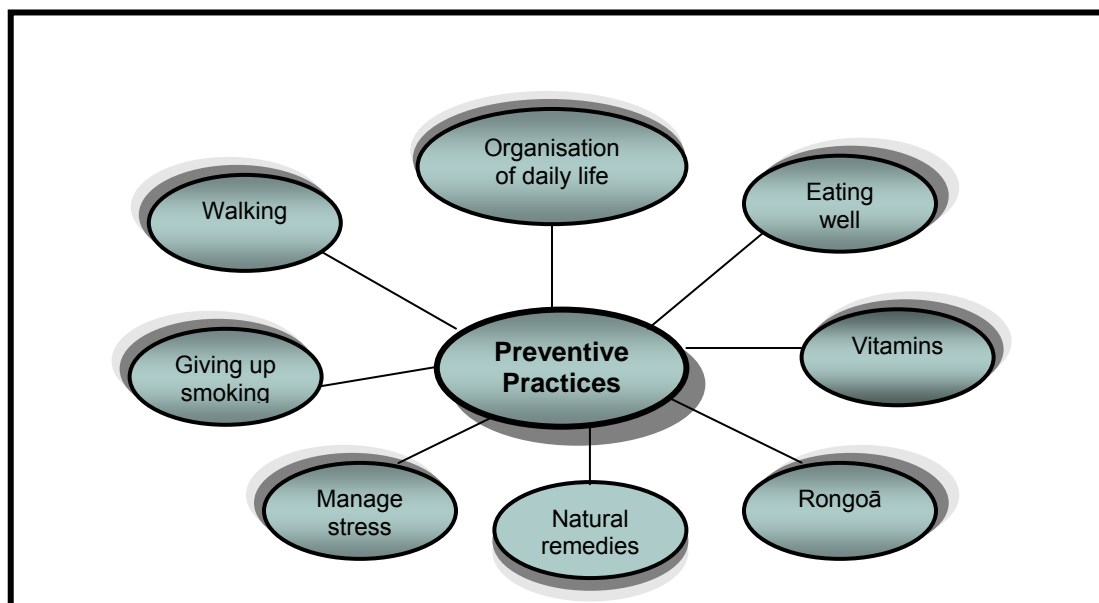 Organisation
of daily life
Walking
Eating
well
Preventive
Practices
Giving up
smoking
Vitamins
Manage
stress
Natural
remedies
Rongoā